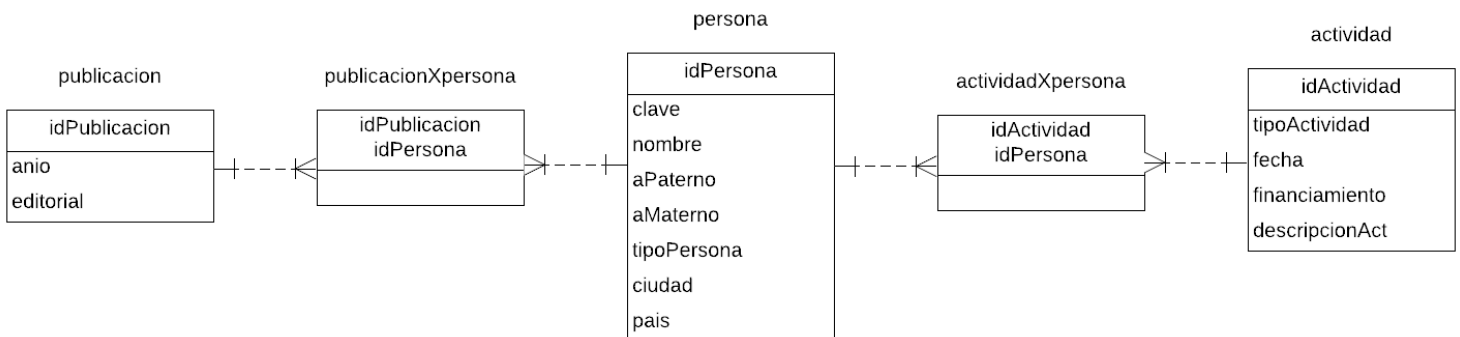 publicacion
idPublicacion
anio
editorial
publicacionXpersona
idPublicacion
idPersona
persona
idPersona
clave
nombre
aPaterno
aMaterno
tipoPersona
ciudad
pais
actividadXpersona
idActividad
idPersona
actividad
idActividad
tipoActividad
fecha
financiamiento
descripcionAct